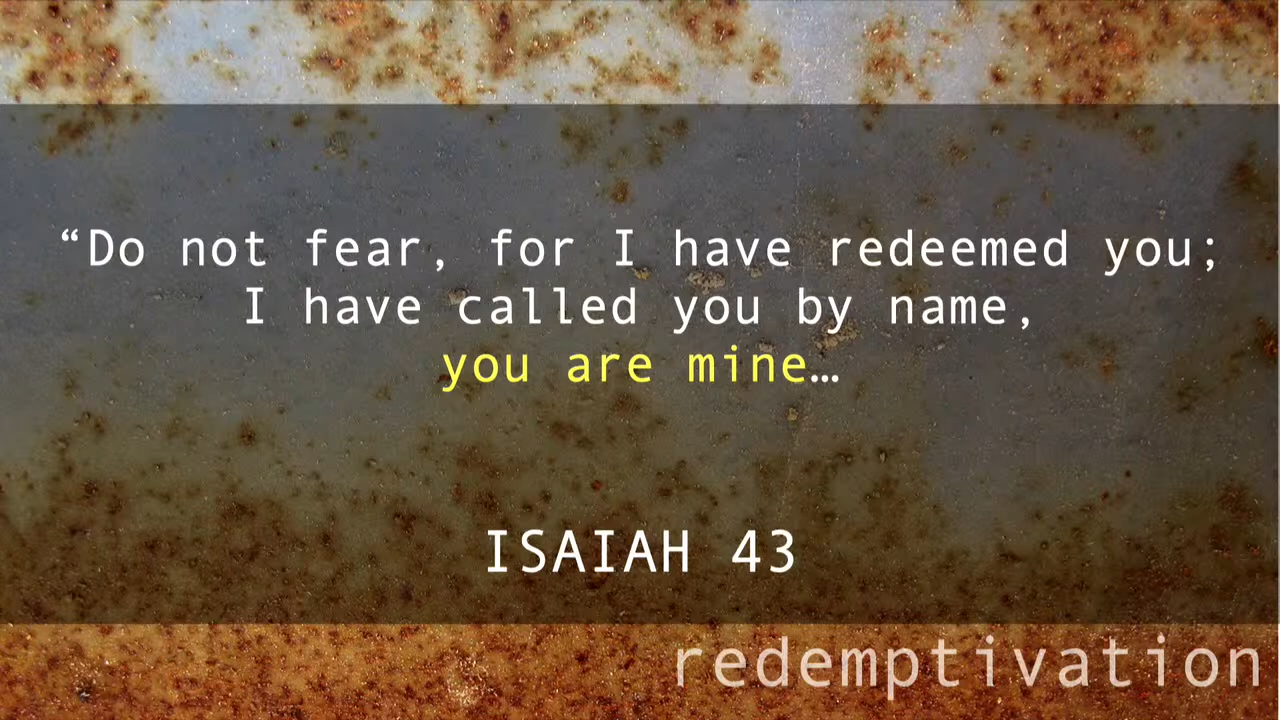 “Do not fear, for I have redeemed you;
I have called you by name,
you are mine…
ISAIAH 43
redemptivation